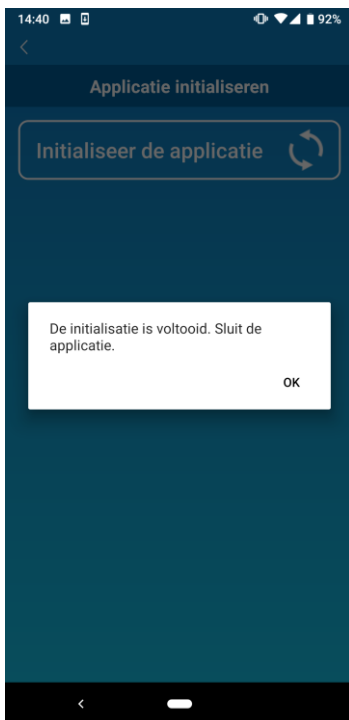 14:40 92%
Applicatie initialiseren
Initialiseer de applicatie
De initialisatie is voltooid. Sluit de
applicatie.
OK